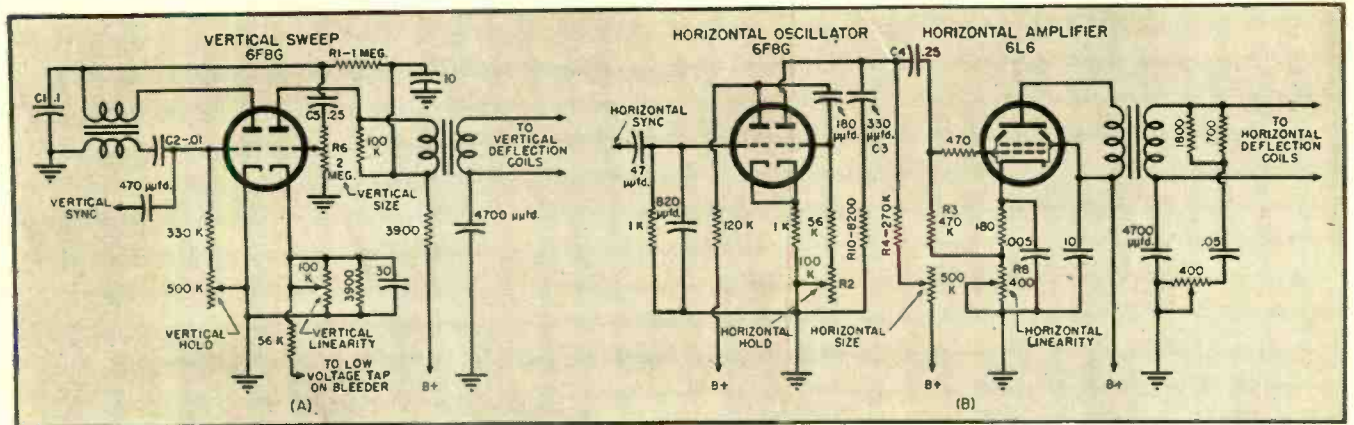 VERTICAL SWEEP
6F8G
R1-1 MEG.
10
C1 .1
C2-.01
C5 .25
100
K
R6
2
MEG.
VERTICAL
SIZE
TO
VERTICAL
DEFLECTION
COILS
470 µµfd.
VERTICAL
SYNC
330 K
3900
4700 µµfd.
500 K
100
K
3900
30
VERTICAL
HOLD
56 K
VERTICAL
LINEARITY
TO LOW
VOLTAGE TAP
ON BLEEDER
B+
(A)
HORIZONTAL OSCILLATOR
6F8G
C4 .25
HORIZONTAL AMPLIFIER
6L6
HORIZONTAL
SYNC
47
µµfd.
180
µµfd.
330
µµfd.
C3
470
1800
700
TO
HORIZONTAL
DEFLECTION
COILS
820 µµfd.
1 K
120 K
1 K
56
K
R10-8200
R4-270K
R3
470
K
180
.005
10
4700
µµfd.
.05
100
K
R2
500
K
R8
400
400
HORIZONTAL
HOLD
HORIZONTAL
SIZE
HORIZONTAL
LINEARITY
B+
B+
B+
(B)